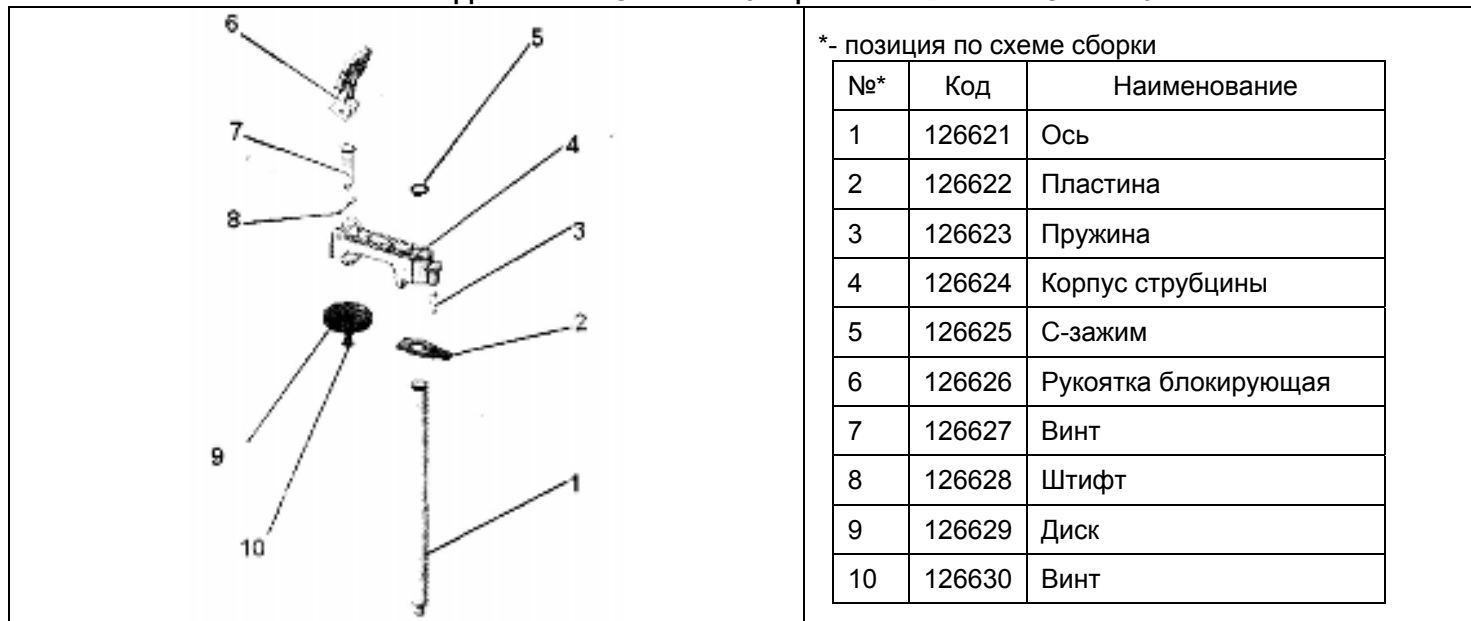 6
5
7
4
8
3
2
9
1
10
*- позиция по схеме сборки
№* Код Наименование
1 126621 Ось
2 126622 Пластина
3 126623 Пружина
4 126624 Корпус струбцины
5 126625 С-зажим
6 126626 Рукоятка блокирующая
7 126627 Винт
8 126628 Штифт
9 126629 Диск
10 126630 Винт